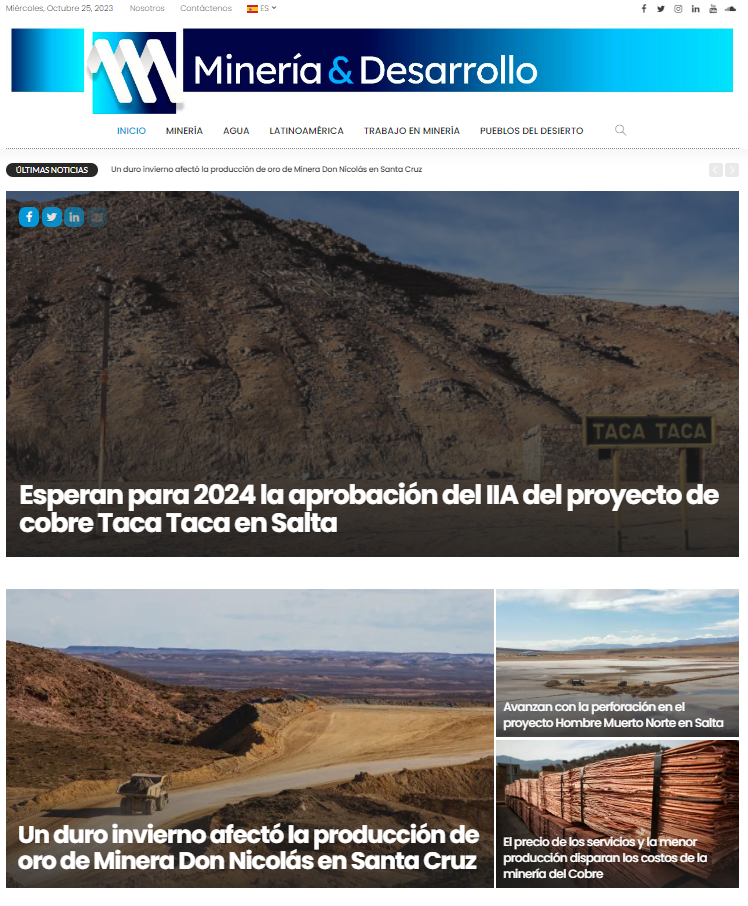 Miércoles, Octubre 25, 2023 Nosotros Contáctenos ES
Minería & Desarrollo
INICIO MINERÍA AGUA LATINOAMÉRICA TRABAJO EN MINERÍA PUEBLOS DEL DESIERTO
ÚLTIMAS NOTICIAS Un duro invierno afectó la producción de oro de Minera Don Nicolás en Santa Cruz
TACA TACA
Esperan para 2024 la aprobación del IIA del proyecto de
cobre Taca Taca en Salta
Un duro invierno afectó la producción de
oro de Minera Don Nicolás en Santa Cruz
Avanzan con la perforación en el
proyecto Hombre Muerto Norte en Salta
El precio de los servicios y la menor
producción disparan los costos de la
minería del Cobre